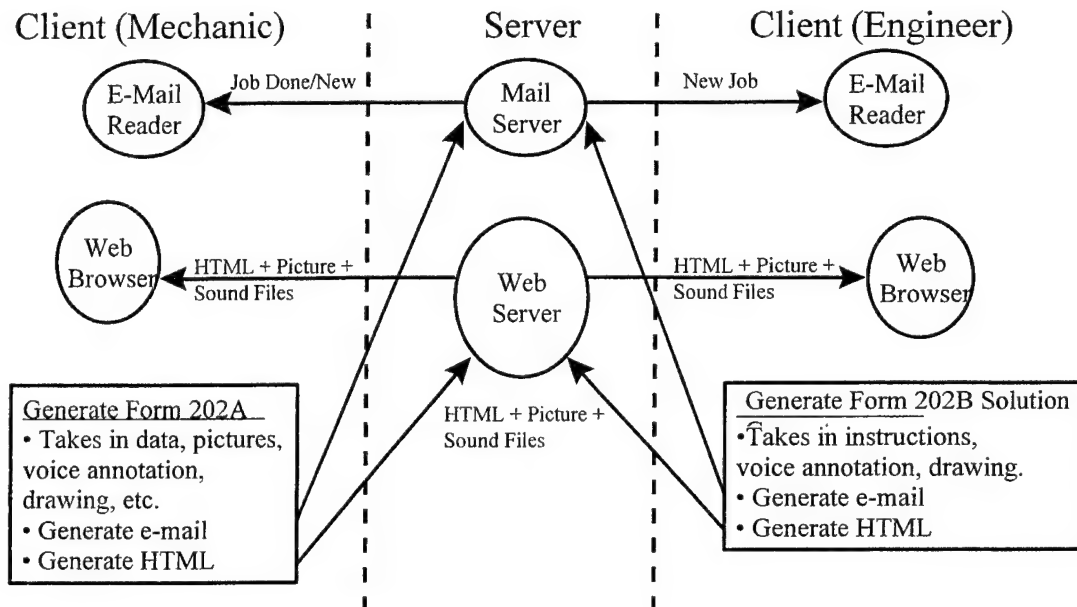 Client (Mechanic)
Server
Client (Engineer)
E-Mail
Reader
Job Done/New
Mail
Server
New Job
E-Mail
Reader
Web
Browser
HTML + Picture +
Sound Files
Web
Server
HTML + Picture +
Sound Files
Web
Browser
Generate Form 202A
• Takes in data, pictures,
voice annotation,
drawing, etc.
• Generate e-mail
• Generate HTML
HTML + Picture +
Sound Files
Generate Form 202B Solution
•Takes in instructions,
voice annotation, drawing.
• Generate e-mail
• Generate HTML